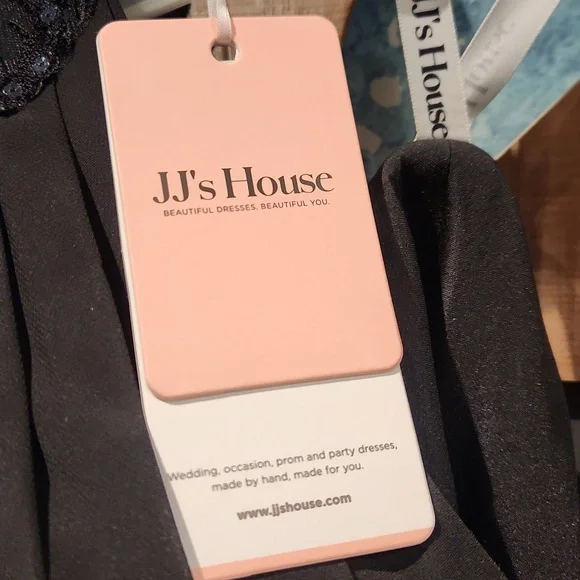 JJ's House
BEAUTIFUL DRESSES. BEAUTIFUL YOU.
Wedding, occasion, prom and party dresses,
made by hand, made for you.
www.jjshouse.com
JJ's House
House